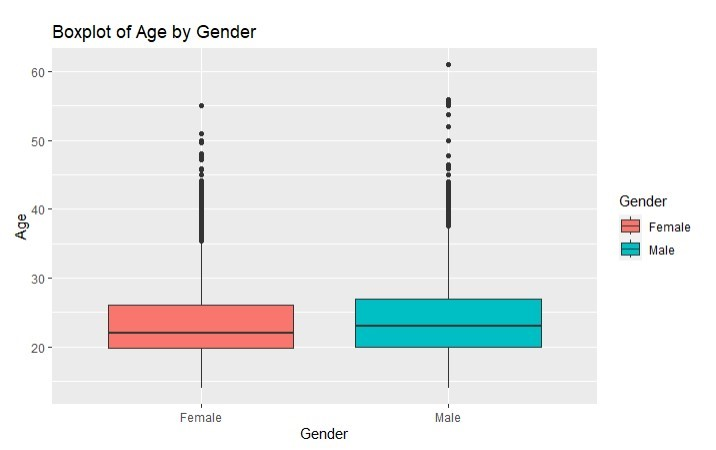 Boxplot of Age by Gender
60
50
40
30
20
Age
Female
Male
Gender
Gender
Female
Male